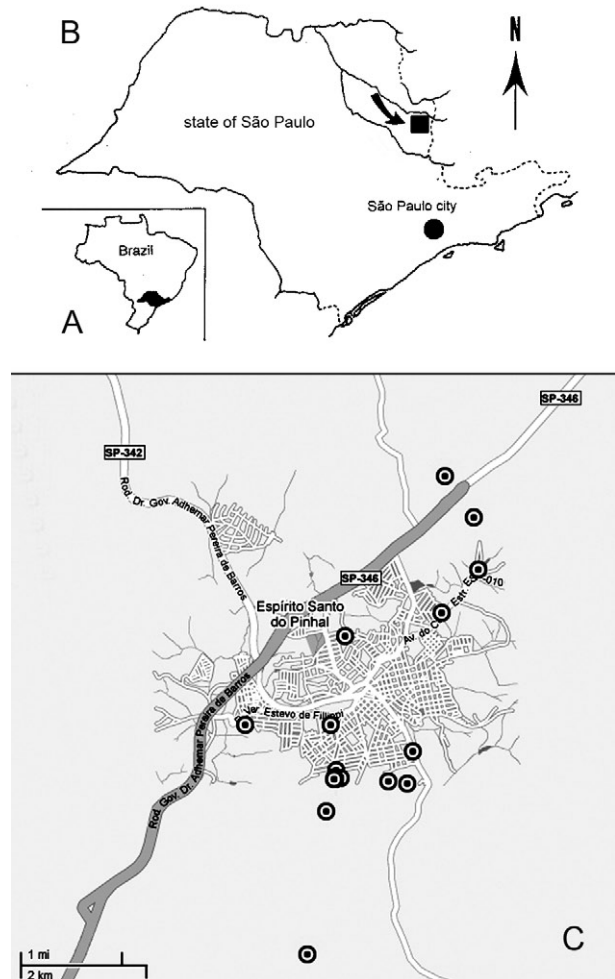 B
N
state of São Paulo
São Paulo city
Brazil
A
SP-346
SP-342
Rod. Dr. Gov. Adhemar Pereira de Barros
SP-346
Espírito Santo
do Pinhal
Av. do
Estr.
-010
Estevo de
Rod. Gov. Dr. Adhemar Pereira de Barros
1 mi
2 km
C